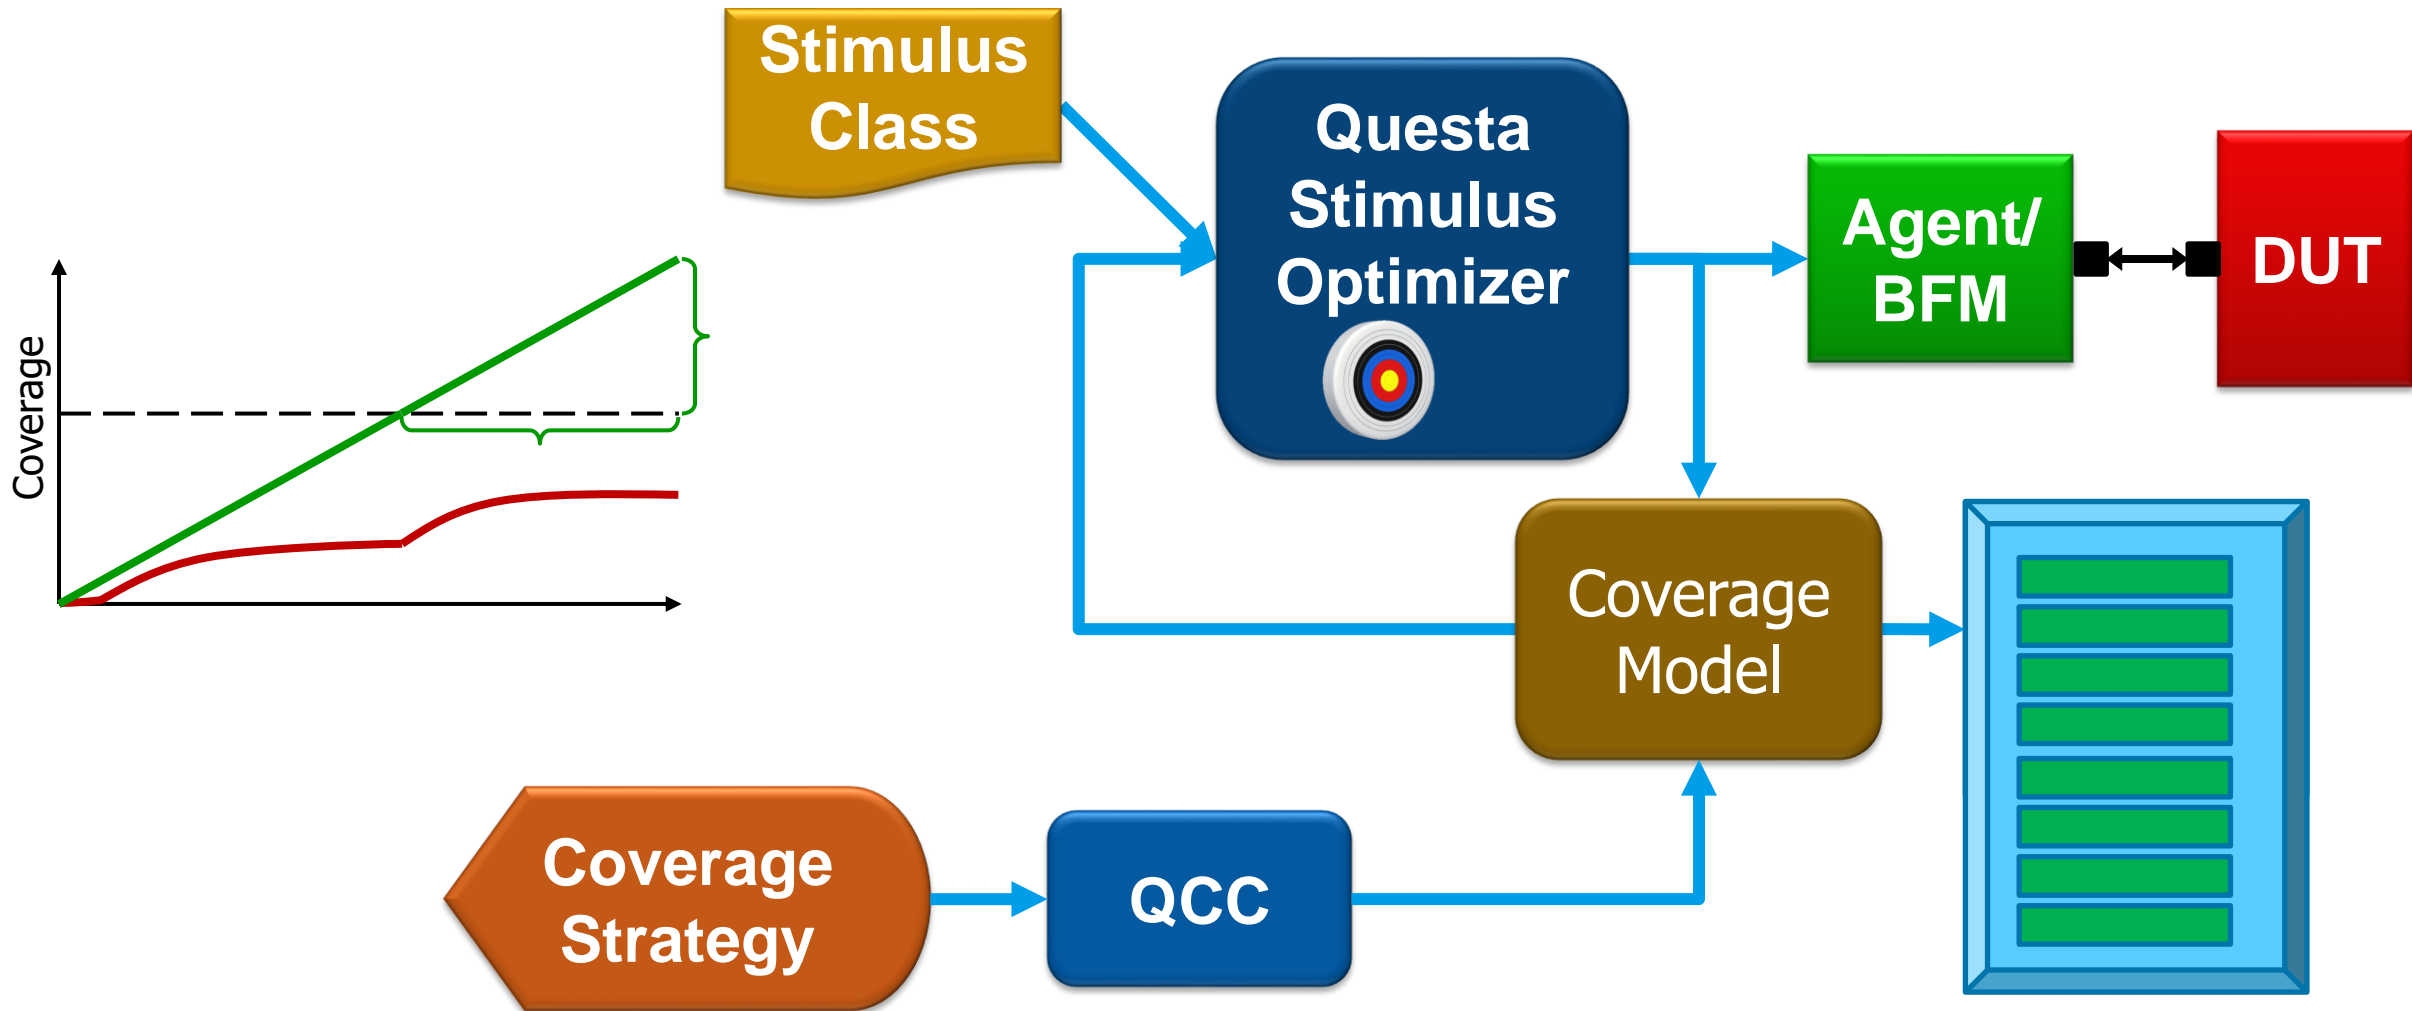 Stimulus
Class
Questa
Stimulus
Optimizer
Agent/
BFM
DUT
Coverage
Coverage
Model
Coverage
Strategy
QCC